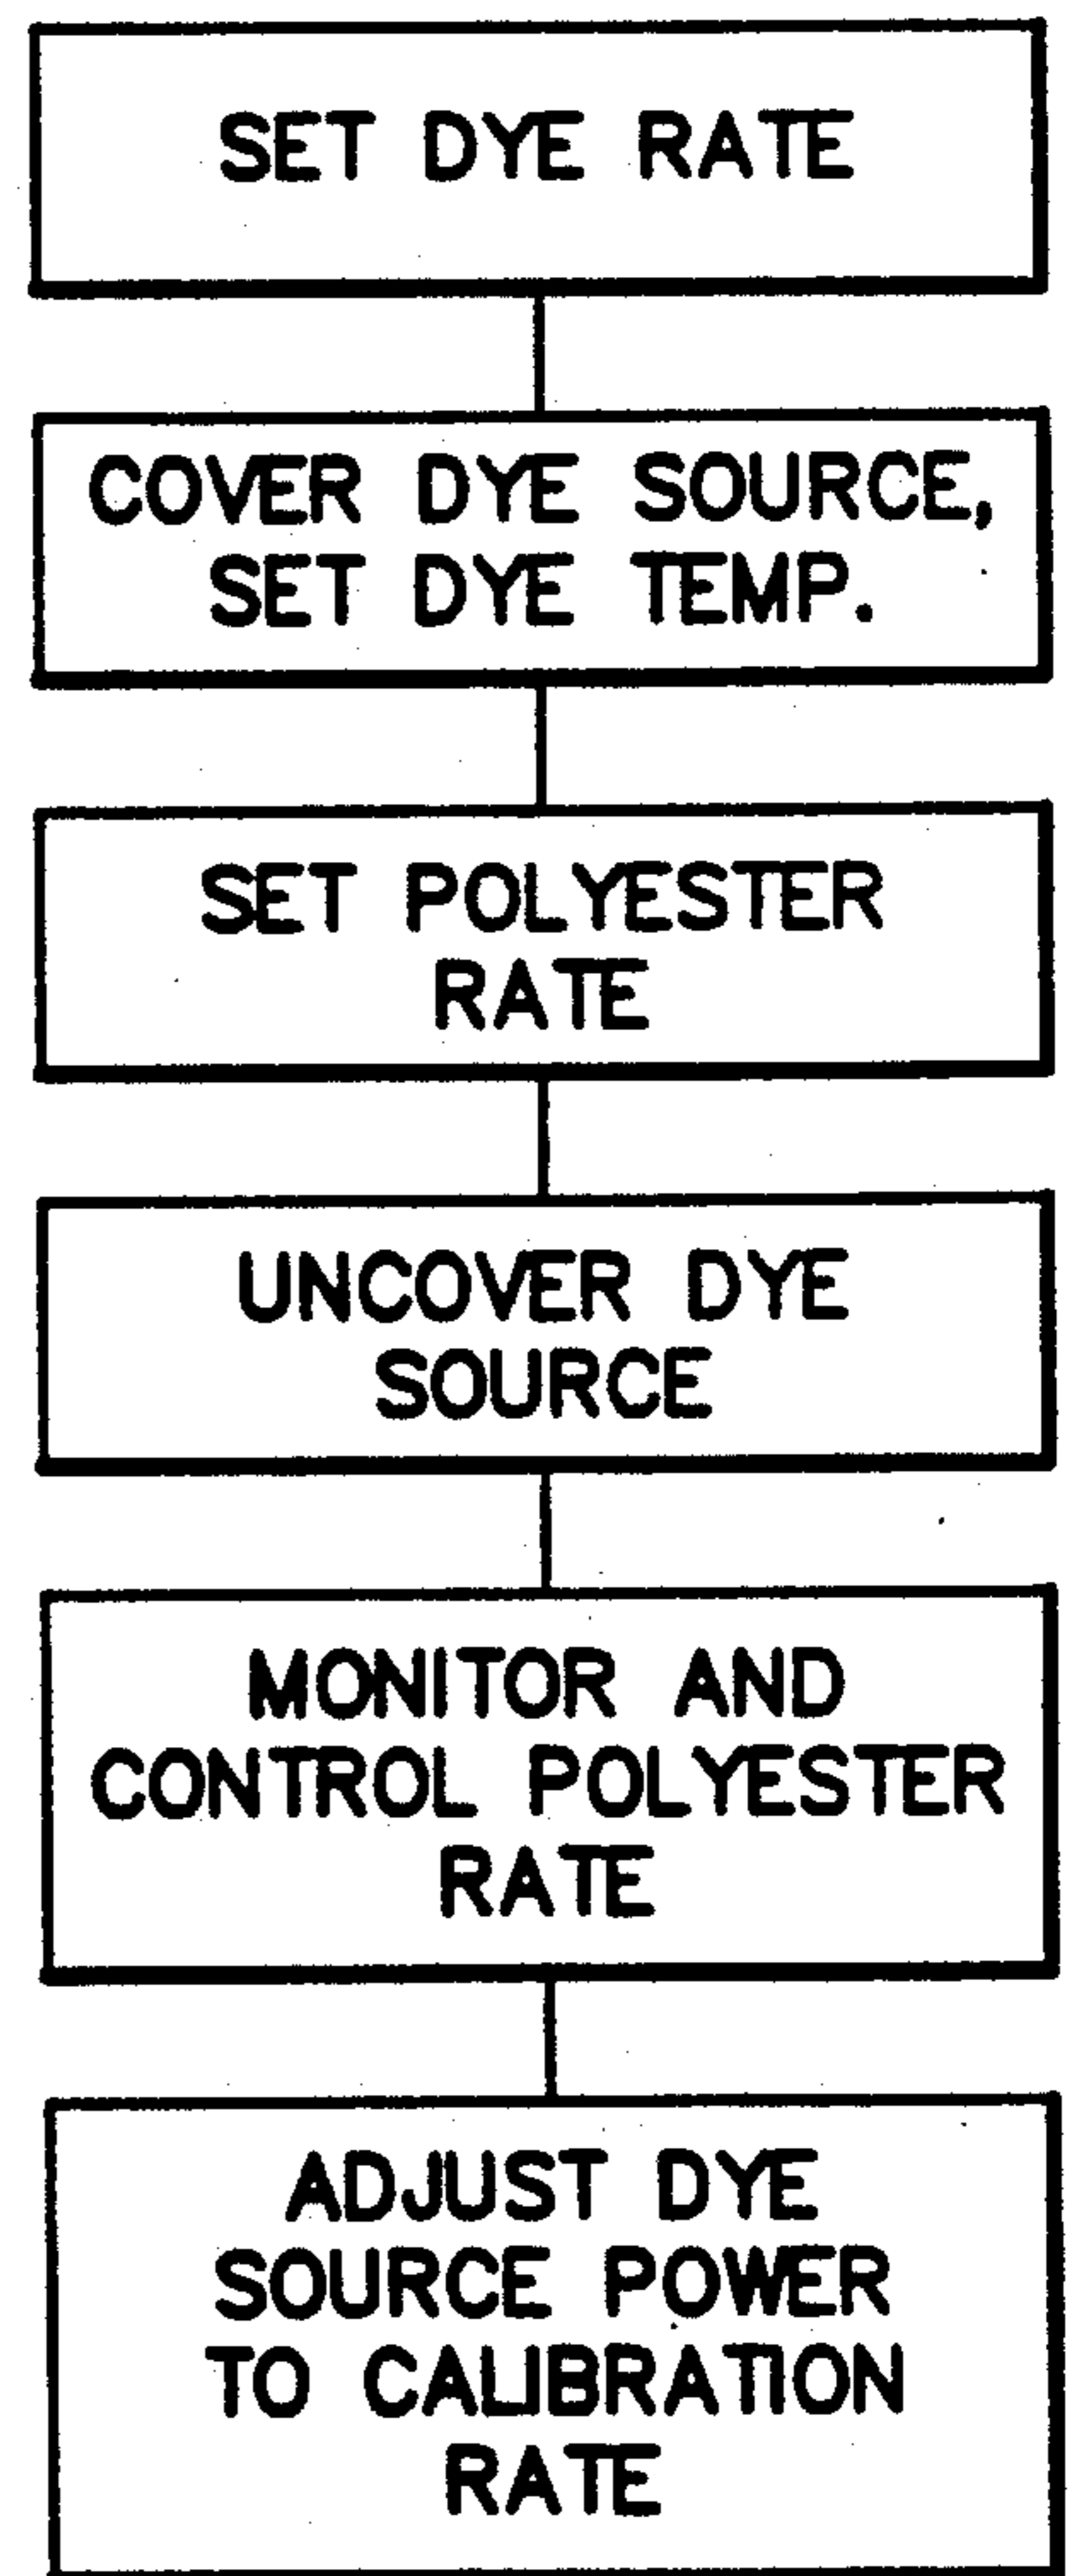 SET DYE RATE
COVER DYE SOURCE,
SET DYE TEMP.
SET POLYESTER
RATE
UNCOVER DYE
SOURCE
MONITOR AND
CONTROL POLYESTER
RATE
ADJUST DYE
SOURCE POWER
TO CALIBRATION
RATE